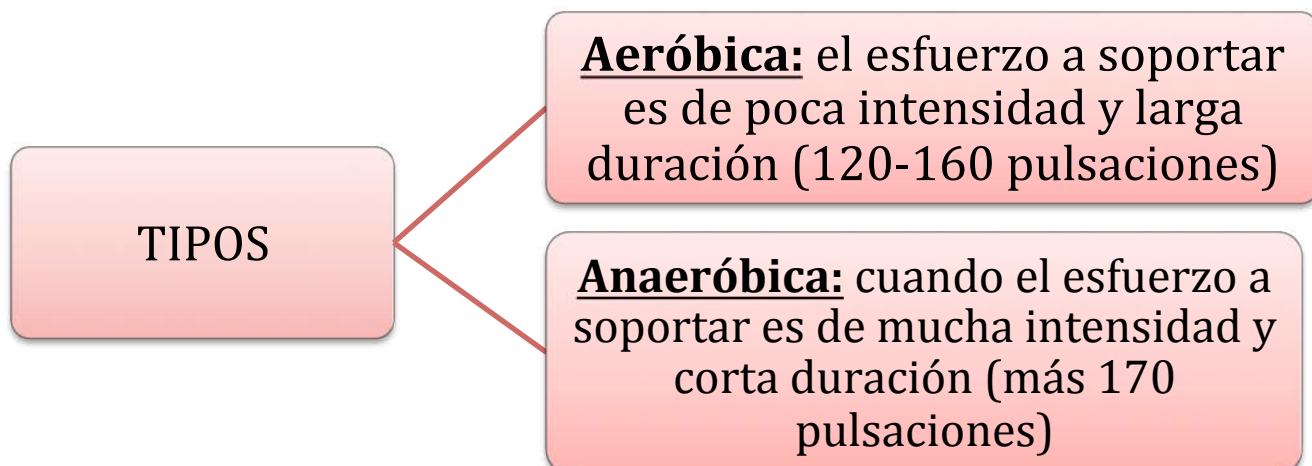 TIPOS
Aeróbica: el esfuerzo a soportar
es de poca intensidad y larga
duración (120-160 pulsaciones)
Anaeróbica: cuando el esfuerzo a
soportar es de mucha intensidad y
corta duración (más 170
pulsaciones)